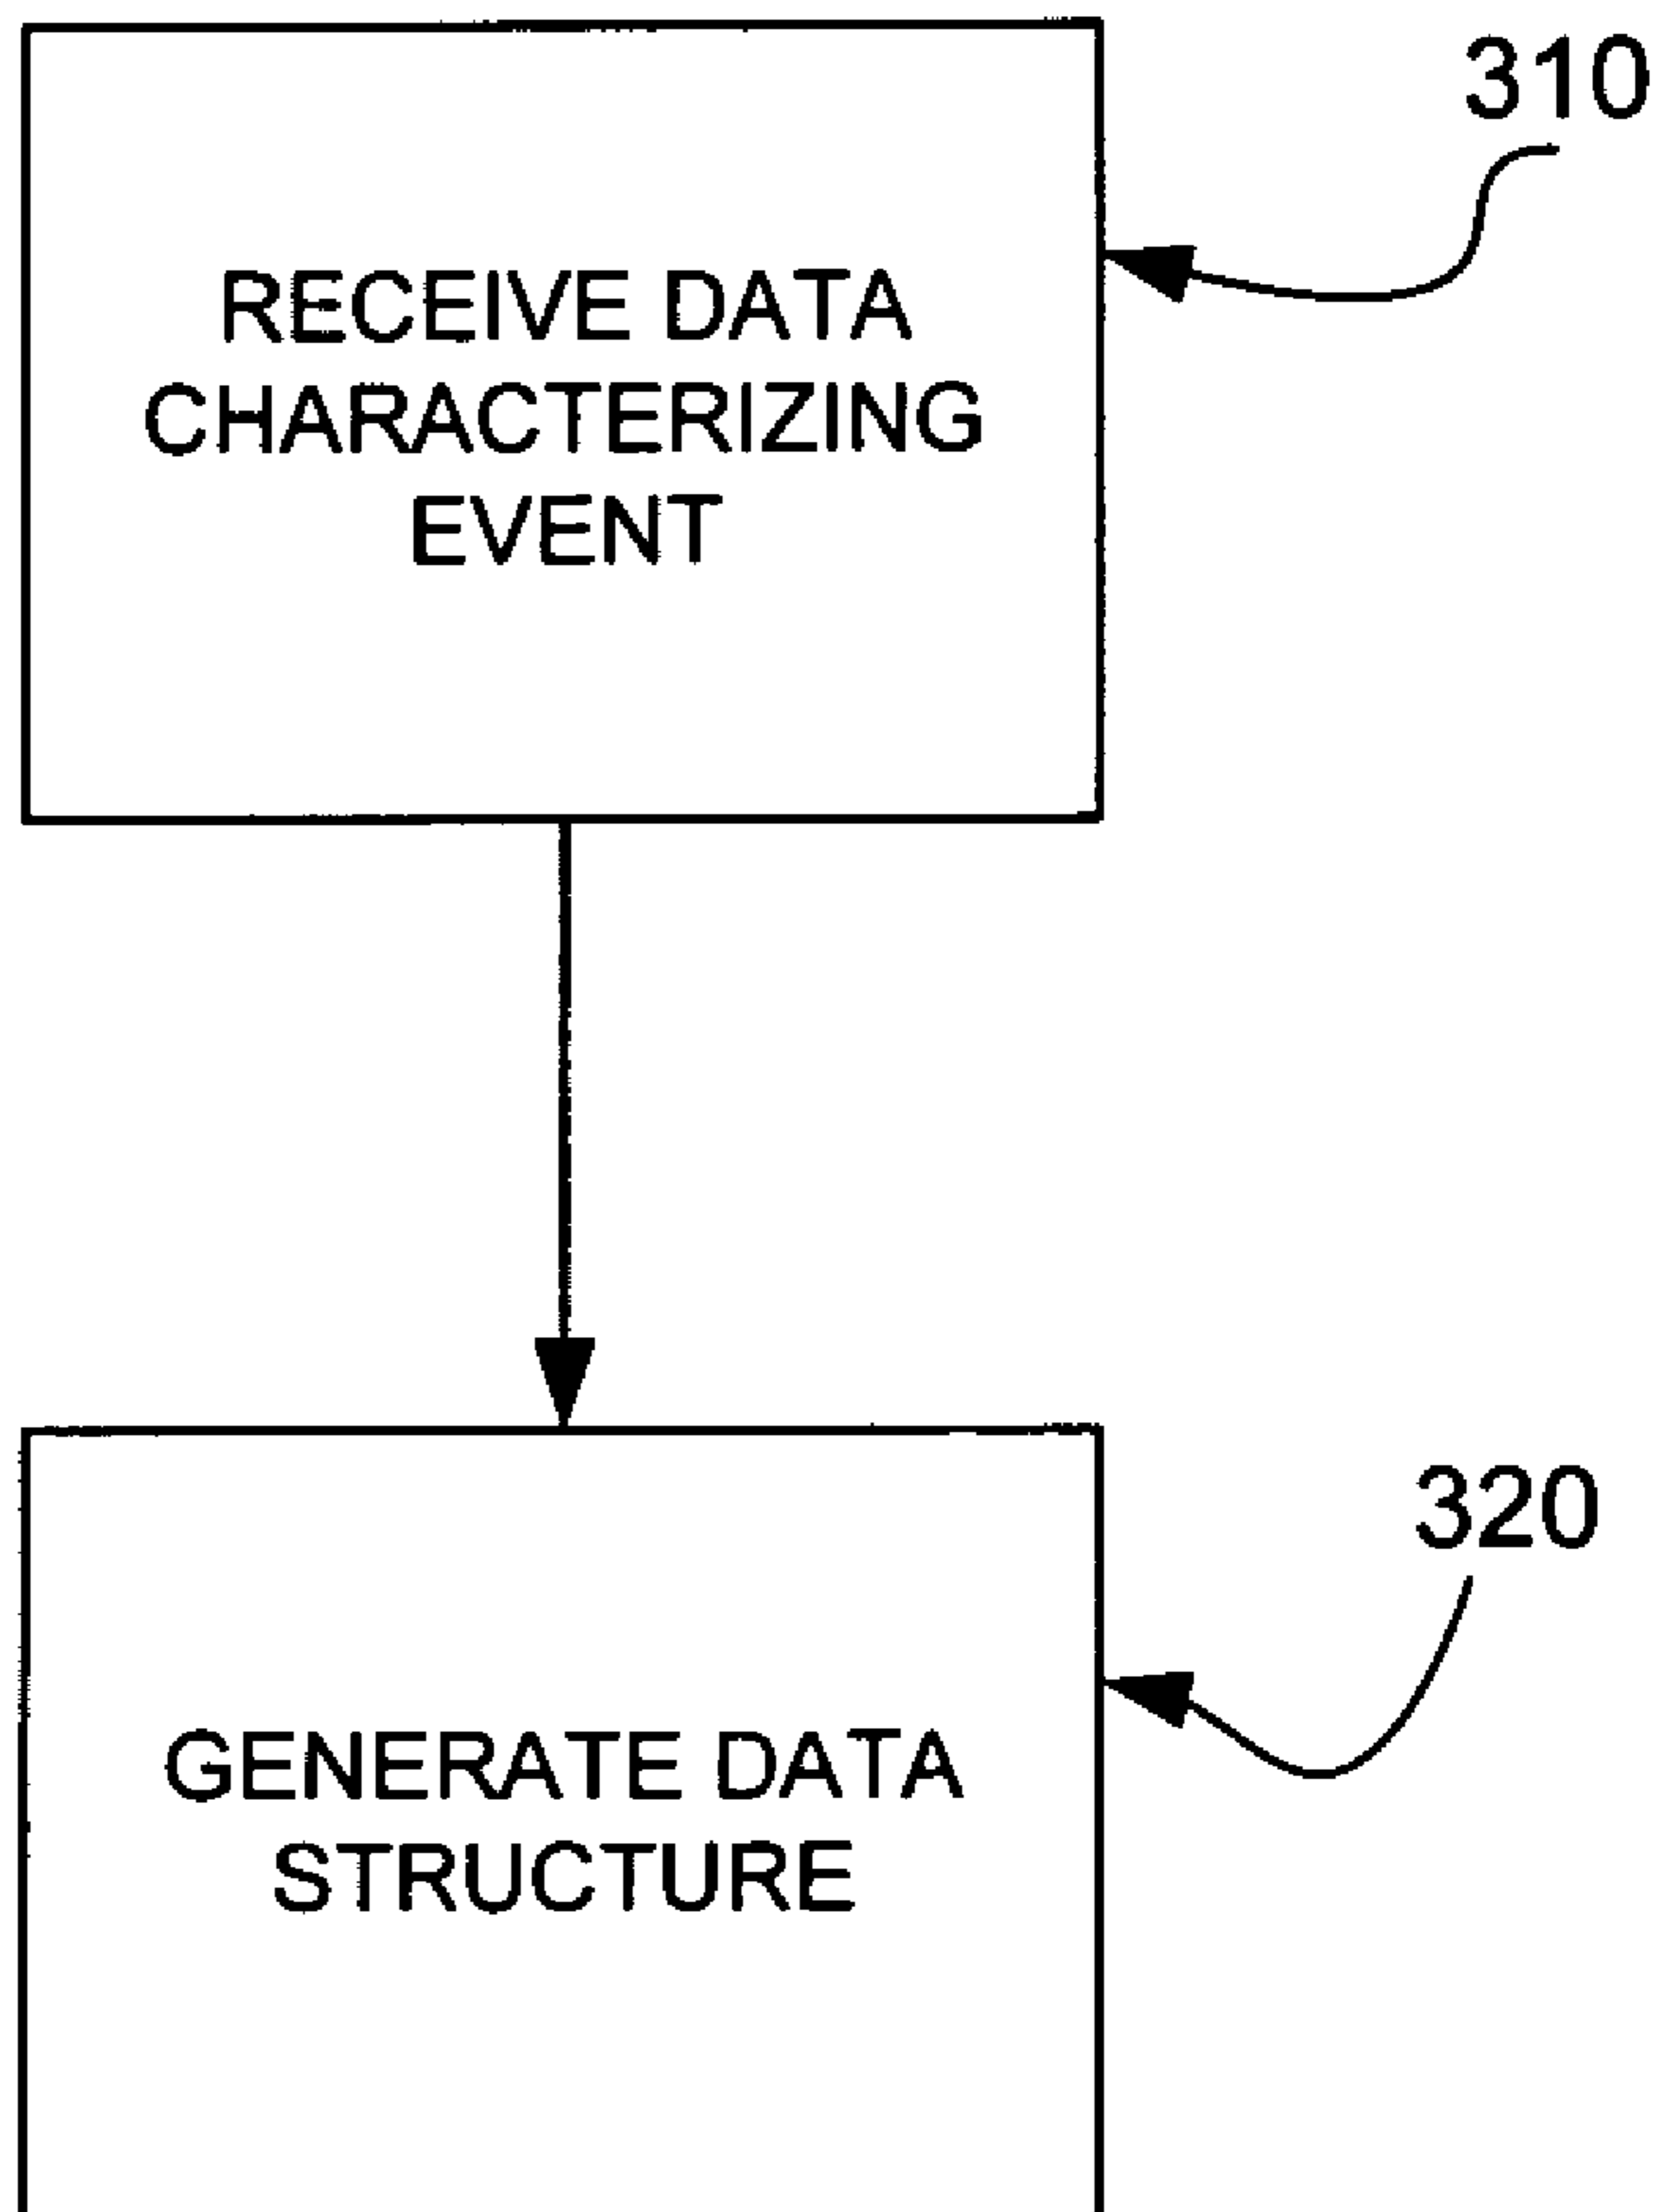 310
RECEIVE DATA
CHARACTERIZING
EVENT
320
GENERATE DATA
STRUCTURE